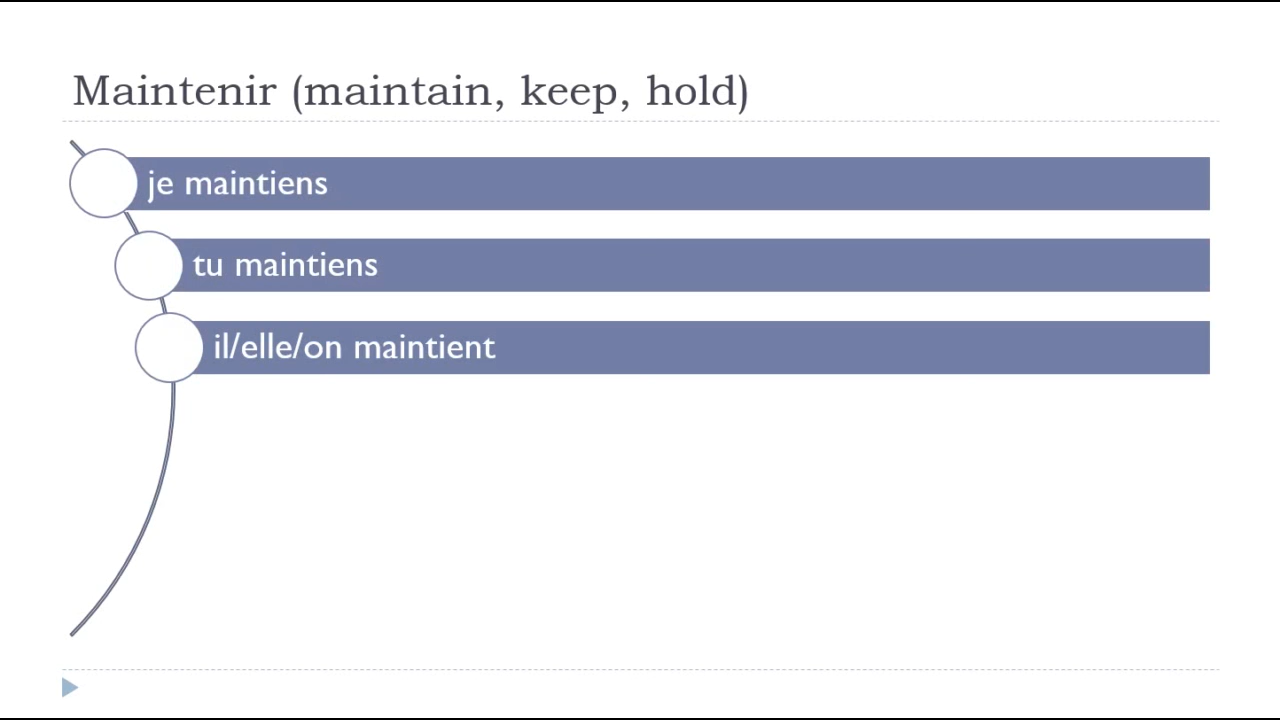 Maintenir (maintain, keep, hold)
je maintiens
tu maintiens
il/elle/on maintient